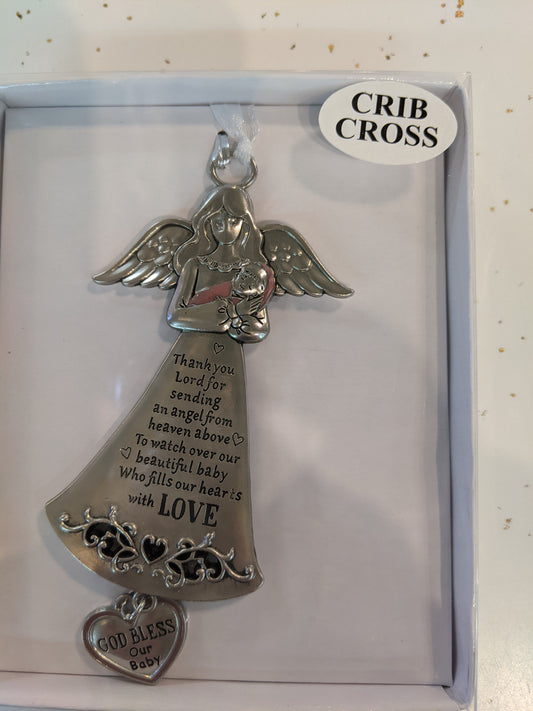 CRIB
CROSS
Thank you
Lord for
sending
an angel from
heaven above
To watch over our
beautiful baby
Who fills our hearts
with LOVE
GOD BLESS
Our
Baby